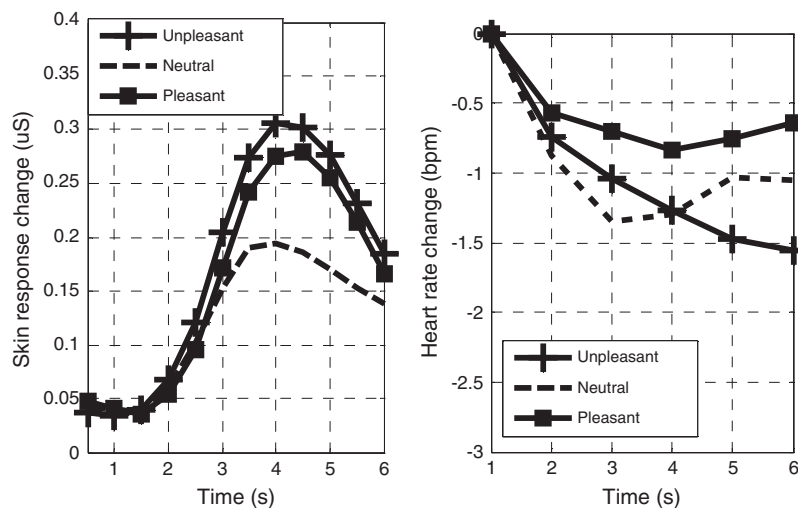 0.4
0.35
0.3
0.25
0.2
0.15
0.1
0.05
0
Skin response change (uS)
Unpleasant
Neutral
Pleasant
1 2 3 4 5 6
Time (s)
0
-0.5
-1
-1.5
-2
-2.5
-3
Heart rate change (bpm)
Unpleasant
Neutral
Pleasant
1 2 3 4 5 6
Time (s)